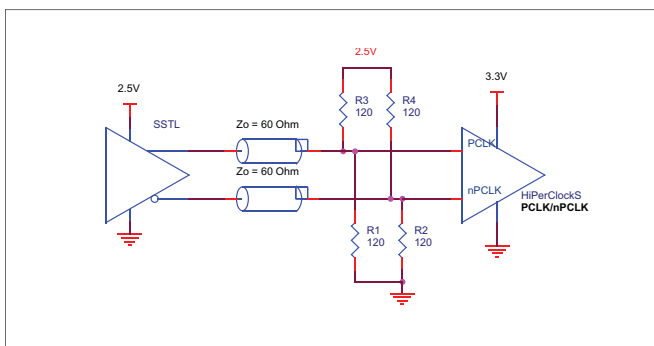 2.5V
SSTL
Zo = 60 Ohm
Zo = 60 Ohm
2.5V
R3
120
R4
120
3.3V
PCLK
nPCLK
HiPerClockS
PCLK/nPCLK
R1
120
R2
120